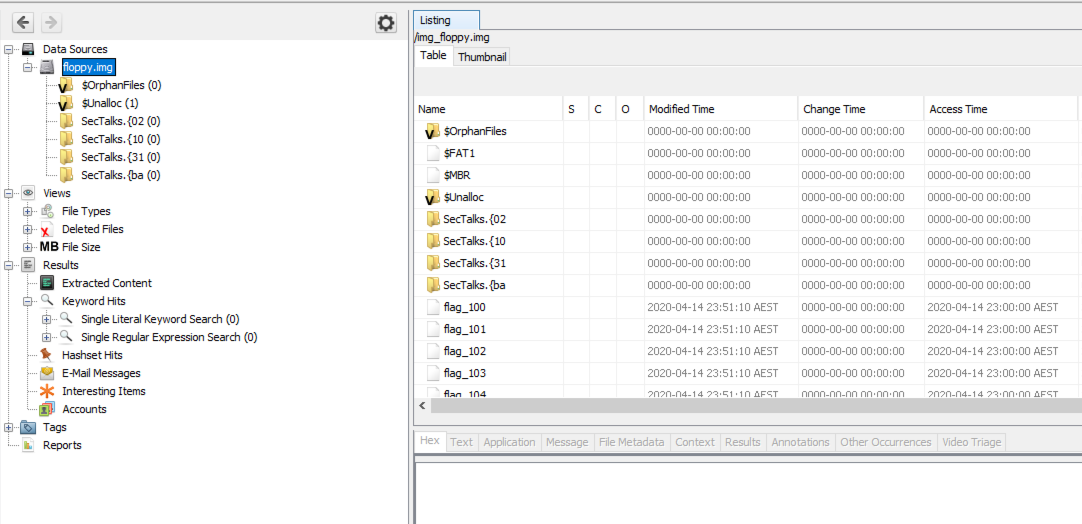 Data Sources
floppy.img
$OrphanFiles (0)
$Unalloc (1)
SecTalks.{02 (0)
SecTalks.{10 (0)
SecTalks.{31 (0)
SecTalks.{ba (0)
Views
File Types
Deleted Files
MB File Size
Results
Extracted Content
Keyword Hits
Single Literal Keyword Search (0)
Single Regular Expression Search (0)
Hashset Hits
E-Mail Messages
Interesting Items
Accounts
Tags
Reports
Listing
/img_floppy.img
Table Thumbnail
Name S C O Modified Time Change Time Access Time
$OrphanFiles 0000-00-00 00:00:00 0000-00-00 00:00:00 0000-00-00 00:00:00
$FAT1 0000-00-00 00:00:00 0000-00-00 00:00:00 0000-00-00 00:00:00
$MBR 0000-00-00 00:00:00 0000-00-00 00:00:00 0000-00-00 00:00:00
$Unalloc 0000-00-00 00:00:00 0000-00-00 00:00:00 0000-00-00 00:00:00
SecTalks.{02 0000-00-00 00:00:00 0000-00-00 00:00:00 0000-00-00 00:00:00
SecTalks.{10 0000-00-00 00:00:00 0000-00-00 00:00:00 0000-00-00 00:00:00
SecTalks.{31 0000-00-00 00:00:00 0000-00-00 00:00:00 0000-00-00 00:00:00
SecTalks.{ba 0000-00-00 00:00:00 0000-00-00 00:00:00 0000-00-00 00:00:00
flag_100 2020-04-14 23:51:10 AEST 0000-00-00 00:00:00 2020-04-14 23:00:00 AEST
flag_101 2020-04-14 23:51:10 AEST 0000-00-00 00:00:00 2020-04-14 23:00:00 AEST
flag_102 2020-04-14 23:51:10 AEST 0000-00-00 00:00:00 2020-04-14 23:00:00 AEST
flag_103 2020-04-14 23:51:10 AEST 0000-00-00 00:00:00 2020-04-14 23:00:00 AEST
flag_104 2020-04-14 23:51:10 AEST 0000-00-00 00:00:00 2020-04-14 23:00:00 AEST
Hex Text Application Message File Metadata Context Results Annotations Other Occurrences Video Triage